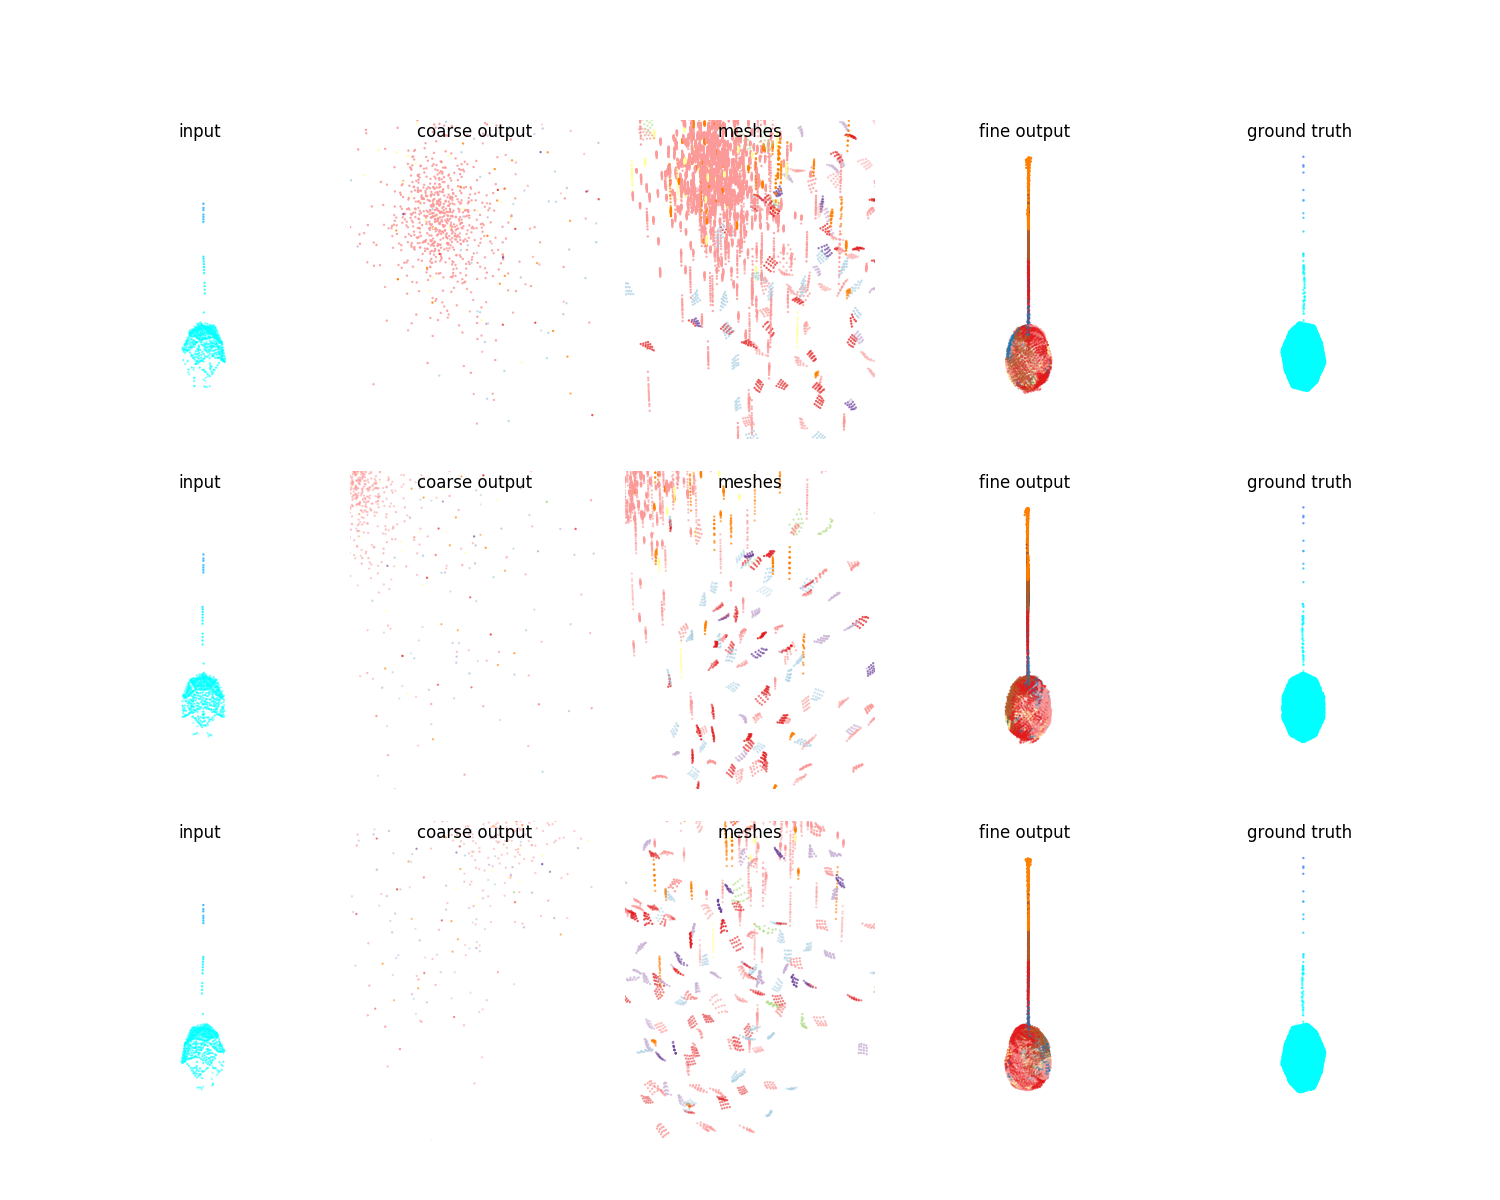 input
coarse output
meshes
fine output
ground truth
input
coarse output
meshes
fine output
ground truth
input
coarse output
meshes
fine output
ground truth